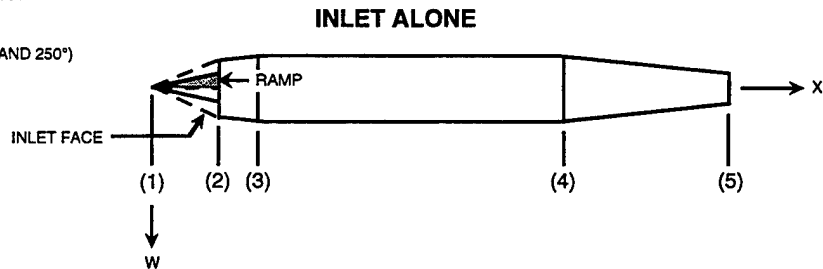 INLET ALONE
AND 250°)
RAMP
X
INLET FACE
(1) (2) (3) (4) (5)
W